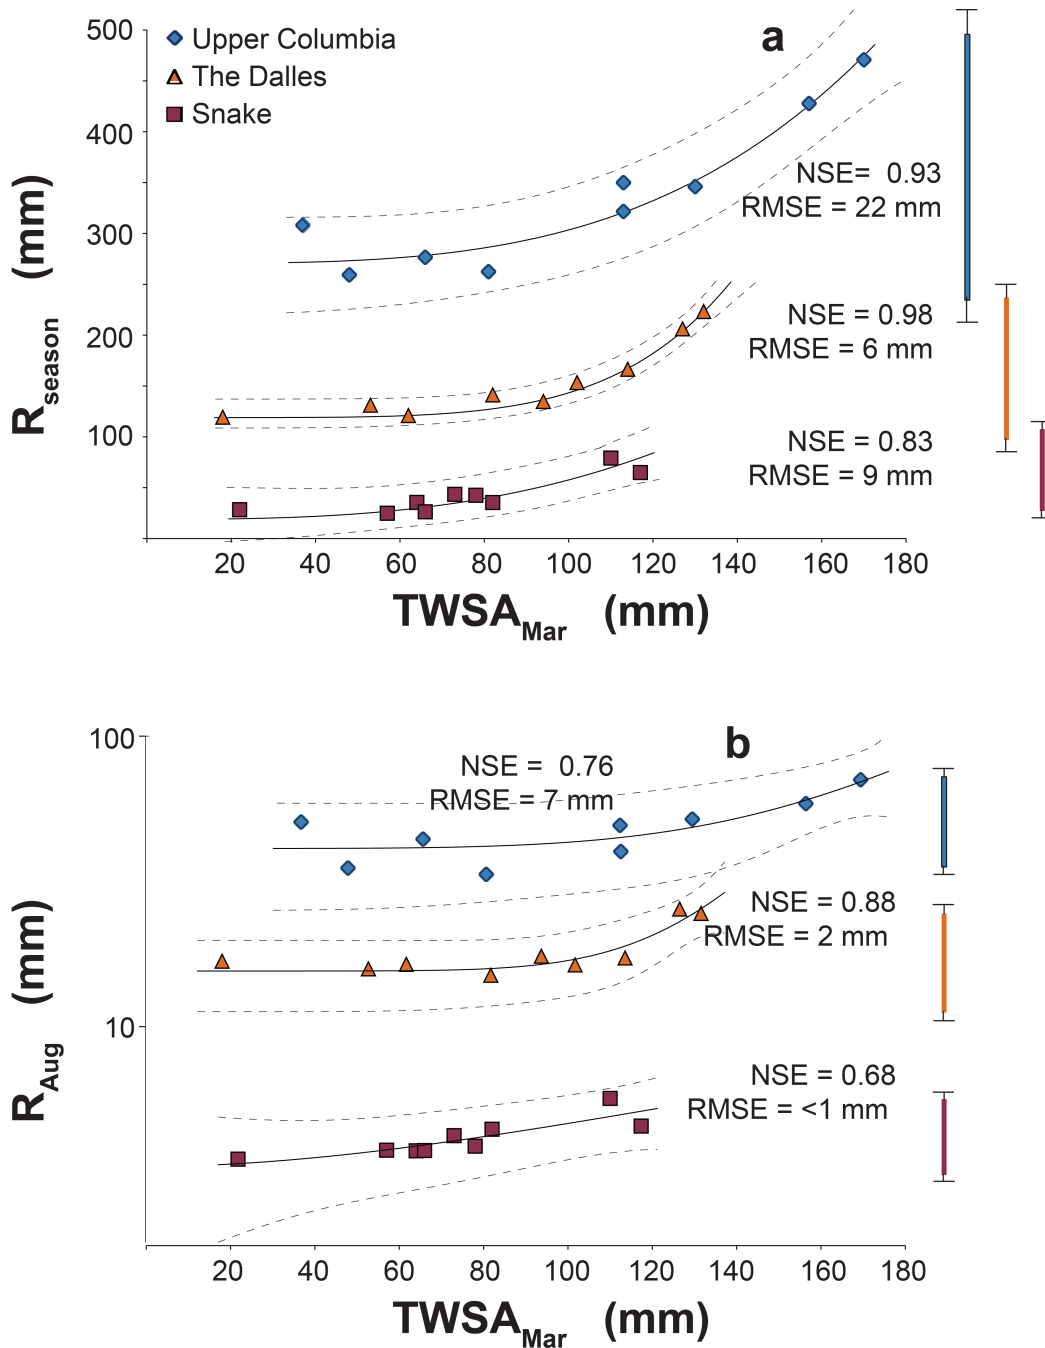 500
400
300
200
100
R_season (mm)
Upper Columbia
The Dalles
Snake
a
NSE= 0.93
RMSE = 22 mm
NSE = 0.98
RMSE = 6 mm
NSE = 0.83
RMSE = 9 mm
20 40 60 80 100 120 140 160 180
TWSA_Mar (mm)
100
10
R_Aug (mm)
b
NSE = 0.76
RMSE = 7 mm
NSE = 0.88
RMSE = 2 mm
NSE = 0.68
RMSE = <1 mm
20 40 60 80 100 120 140 160 180
TWSA_Mar (mm)